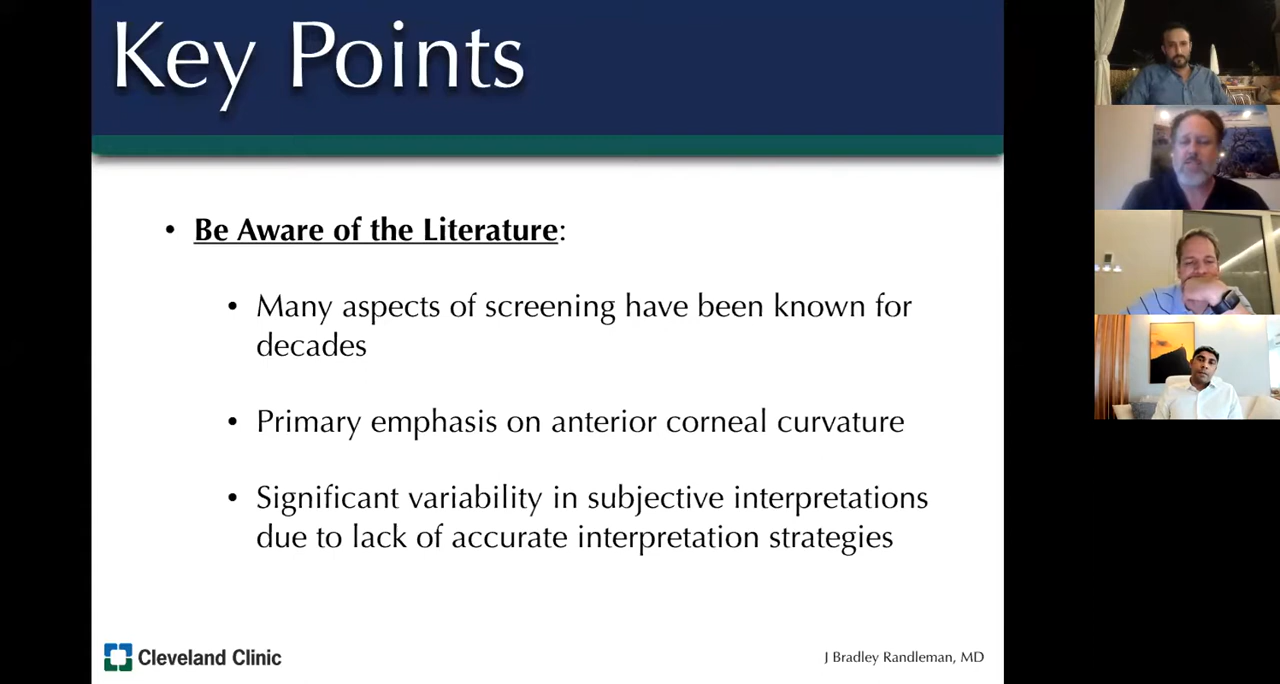 Key Points
• Be Aware of the Literature:
• Many aspects of screening have been known for
decades
• Primary emphasis on anterior corneal curvature
• Significant variability in subjective interpretations
due to lack of accurate interpretation strategies
Cleveland Clinic
J Bradley Randleman, MD